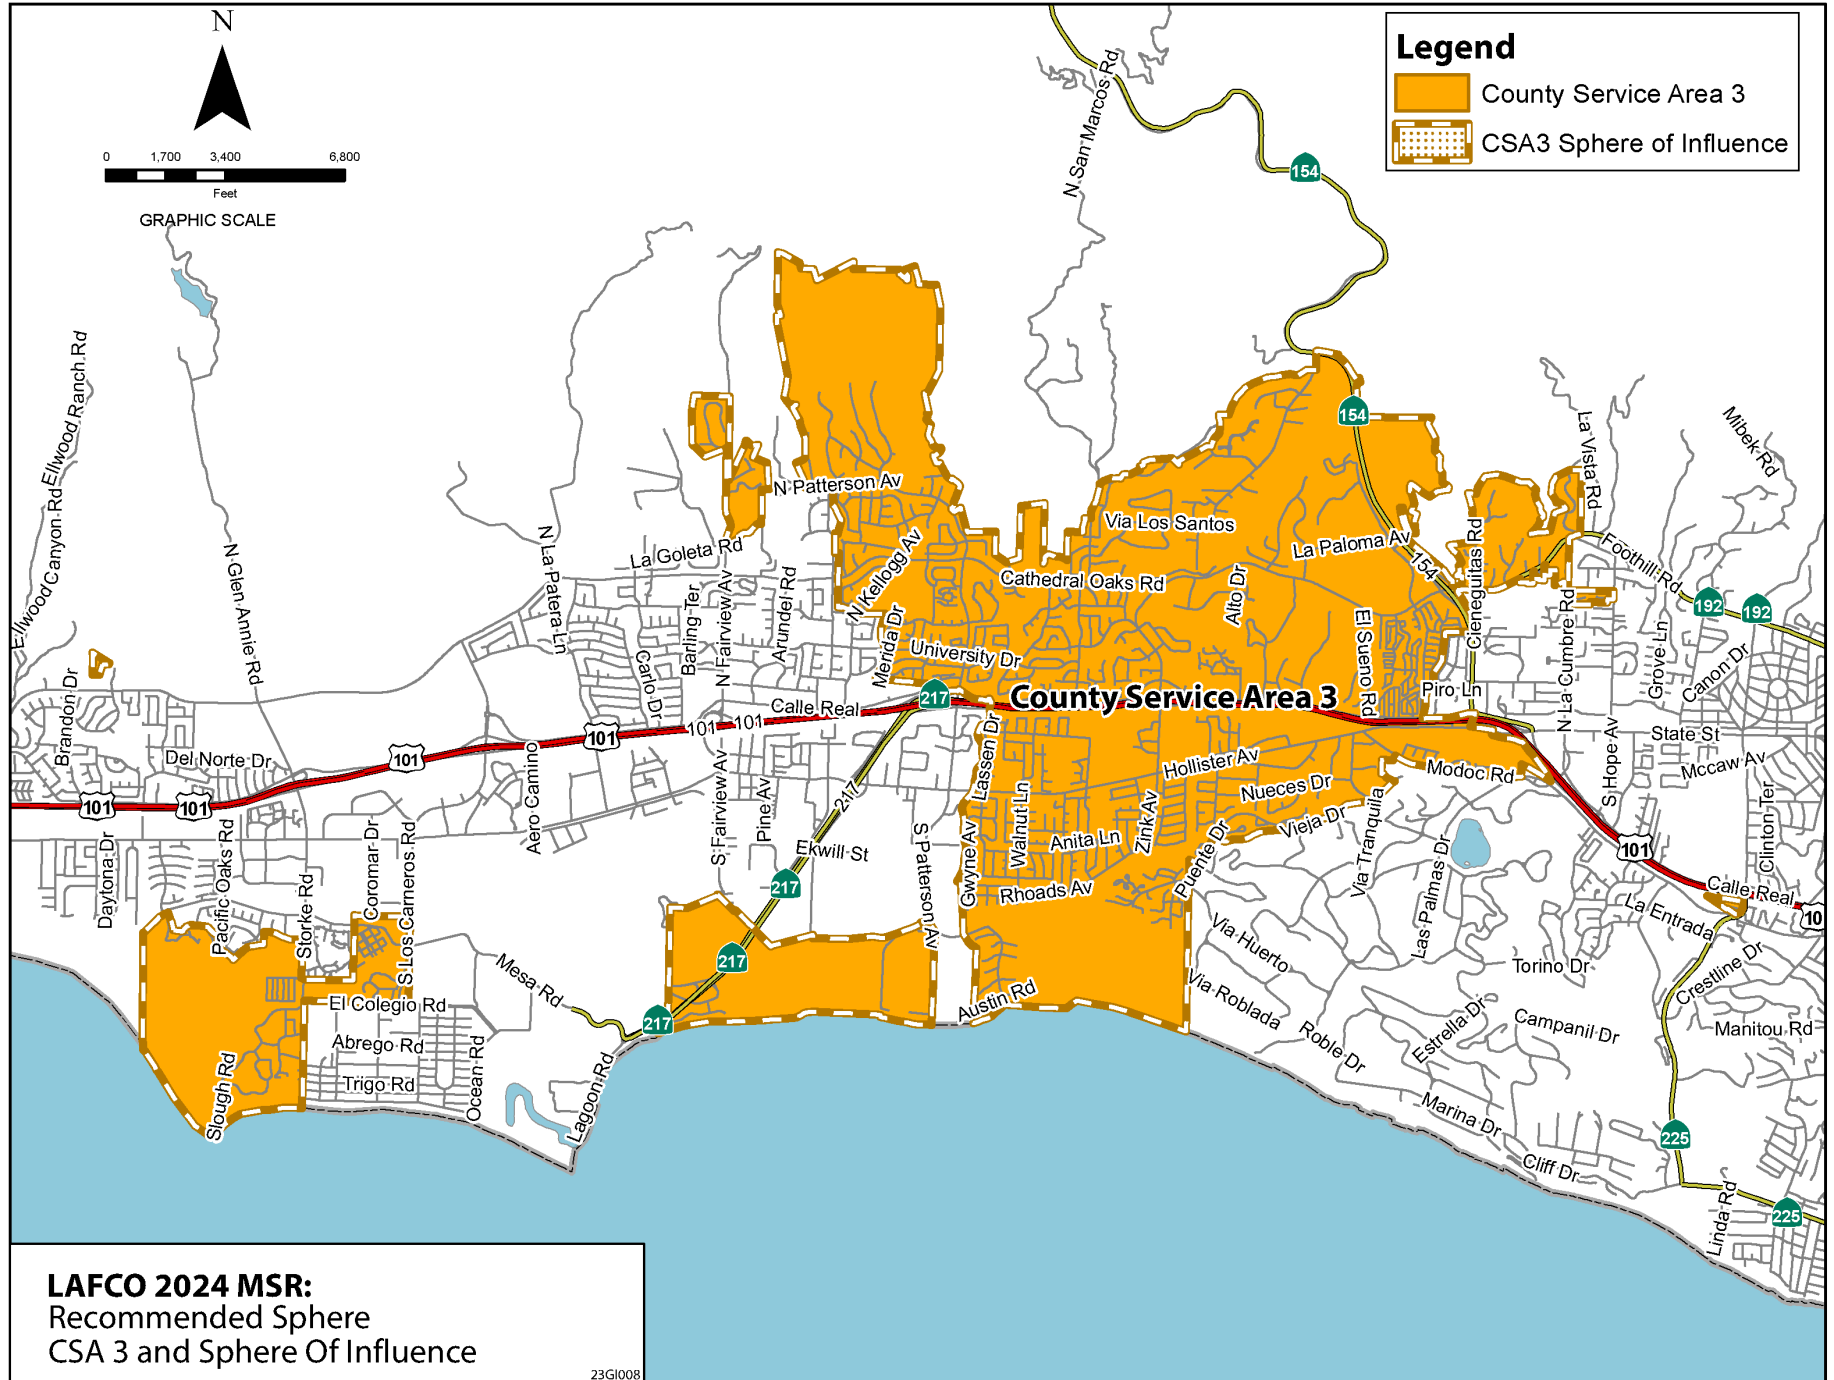 N
0 1,700 3,400 6,800
Feet
GRAPHIC SCALE
Legend
County Service Area 3
CSA3 Sphere of Influence
N San Marcos Rd
154
154
154
Ellwood Ranch Rd
Ellwood Canyon Rd
N Glen Annie Rd
N La Patera Ln
La Goleta Rd
N Patterson Av
N Kellogg Av
Via Los Santos
La Paloma Av
Cathedral Oaks Rd
Alto Dr
El Sueno Rd
Cieneguitas Rd
La Vista Rd
Mibek Rd
Foothill Rd
192
192
N La Cumbre Rd
Grove Ln
Canon Dr
Barling Ter
N Fairview Av
Arundel Rd
Carlo Dr
Merida Dr
University Dr
217
County Service Area 3
Piro Ln
Calle Real
101
101
101
101
101
101
Brandon Dr
Del Norte Dr
Aero Camino
Lassen Dr
Hollister Av
Nueces Dr
Modoc Rd
S Hope Av
State St
Mccaw Av
Clinton Ter
S Fairview Av
Pine Av
217
Ekwill St
S Patterson Av
Gwyne Av
Walnut Ln
Anita Ln
Zink Av
Rhoads Av
Puente Dr
Vieja Dr
Via Tranquila
Las Palmas Dr
101
Calle Real
10
La Entrada
Daytona Dr
Pacific Oaks Rd
Storke Rd
Coromar Dr
S Los Carneros Rd
217
217
217
Mesa Rd
El Colegio Rd
Abrego Rd
Trigo Rd
Ocean Rd
Lagoon Rd
Slough Rd
Austin Rd
Via Huerto
Via Roblada
Roble Dr
Estrella Dr
Torino Dr
Campanil Dr
Crestline Dr
Manitou Rd
Marina Dr
Cliff Dr
225
225
Linda Rd
LAFCO 2024 MSR:
Recommended Sphere
CSA 3 and Sphere Of Influence
23GI008